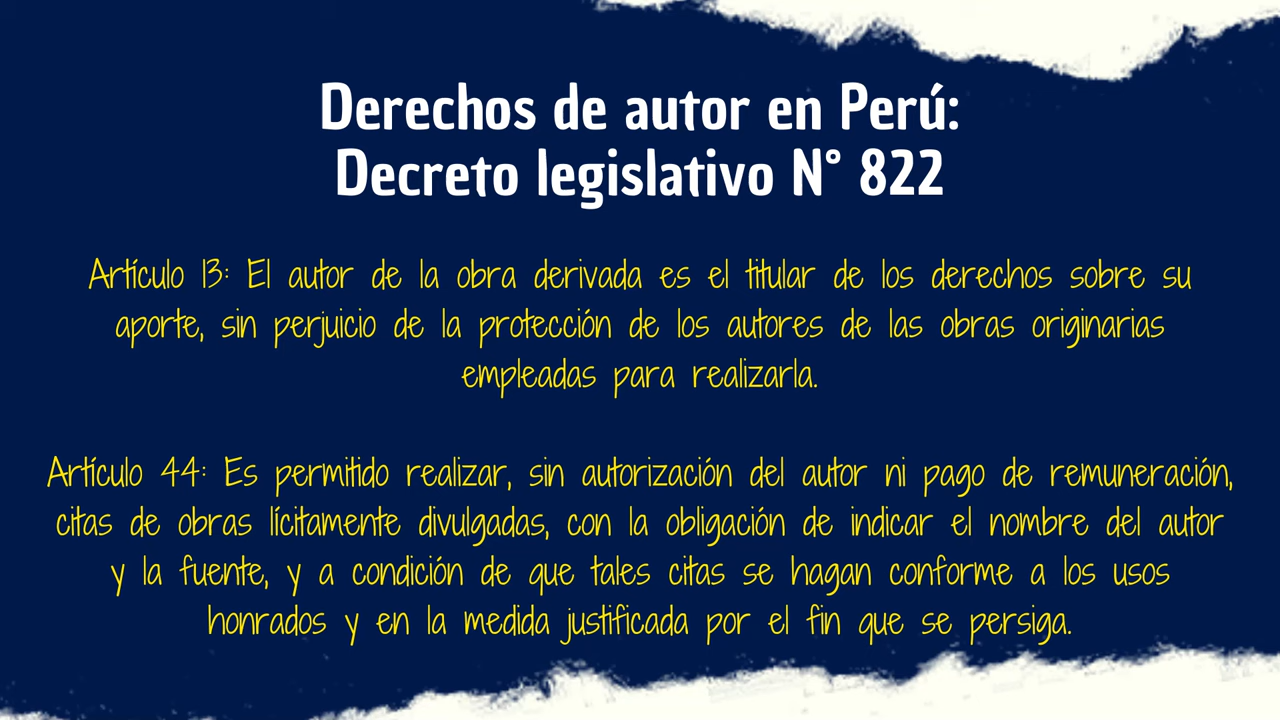 Derechos de autor en Perú:
Decreto legislativo N° 822
Artículo 13: El autor de la obra derivada es el titular de los derechos sobre su
aporte, sin perjuicio de la protección de los autores de las obras originarias
empleadas para realizarla.
Artículo 44: Es permitido realizar, sin autorización del autor ni pago de remuneración,
citas de obras lícitamente divulgadas, con la obligación de indicar el nombre del autor
y la fuente, y a condición de que tales citas se hagan conforme a los usos
honrados y en la medida justificada por el fin que se persiga.